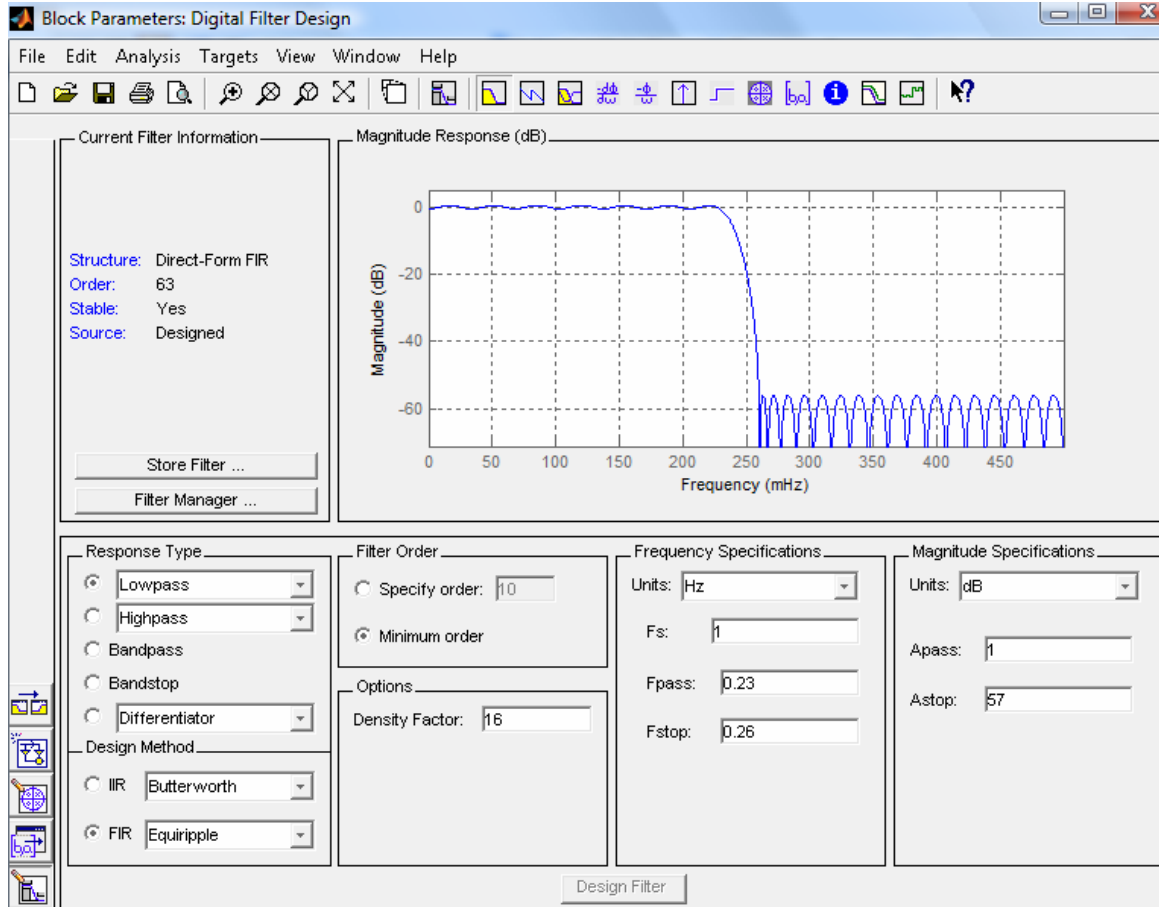 Block Parameters: Digital Filter Design
File Edit Analysis Targets View Window Help
Current Filter Information
Structure: Direct-Form FIR
Order: 63
Stable: Yes
Source: Designed
Store Filter ...
Filter Manager ...
Magnitude Response (dB)
Magnitude (dB)
0
-20
-40
-60
0 50 100 150 200 250 300 350 400 450
Frequency (mHz)
Response Type
Lowpass
Highpass
Bandpass
Bandstop
Differentiator
Design Method
IIR Butterworth
FIR Equiripple
Filter Order
Specify order: 10
Minimum order
Options
Density Factor: 16
Frequency Specifications
Units: Hz
Fs: 1
Fpass: 0.23
Fstop: 0.26
Magnitude Specifications
Units: dB
Apass: 1
Astop: 57
Design Filter